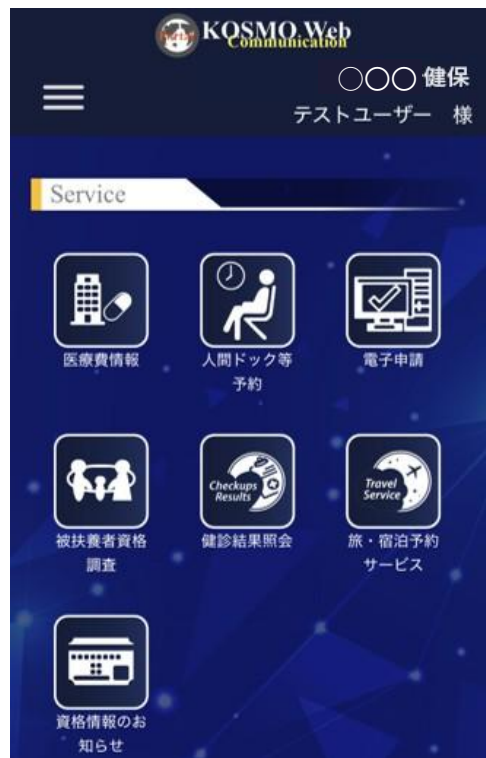 Portal
KOSMO Web
Communication
○○○ 健保
テストユーザー 様
Service
医療費情報
人間ドック等
予約
電子申請
被扶養者資格
調査
Checkups
Results
健診結果照会
Travel
Service
旅・宿泊予約
サービス
資格情報のお
知らせ